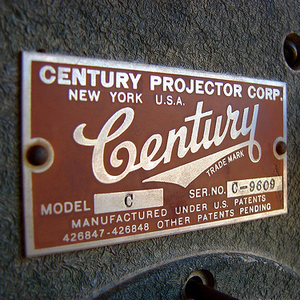 CENTURY PROJECTOR CORP.
NEW YORK U.S.A.
Century
TRADE MARK
MODEL C SER. NO. C-9609
MANUFACTURED UNDER U.S. PATENTS
426847-426848 OTHER PATENTS PENDING